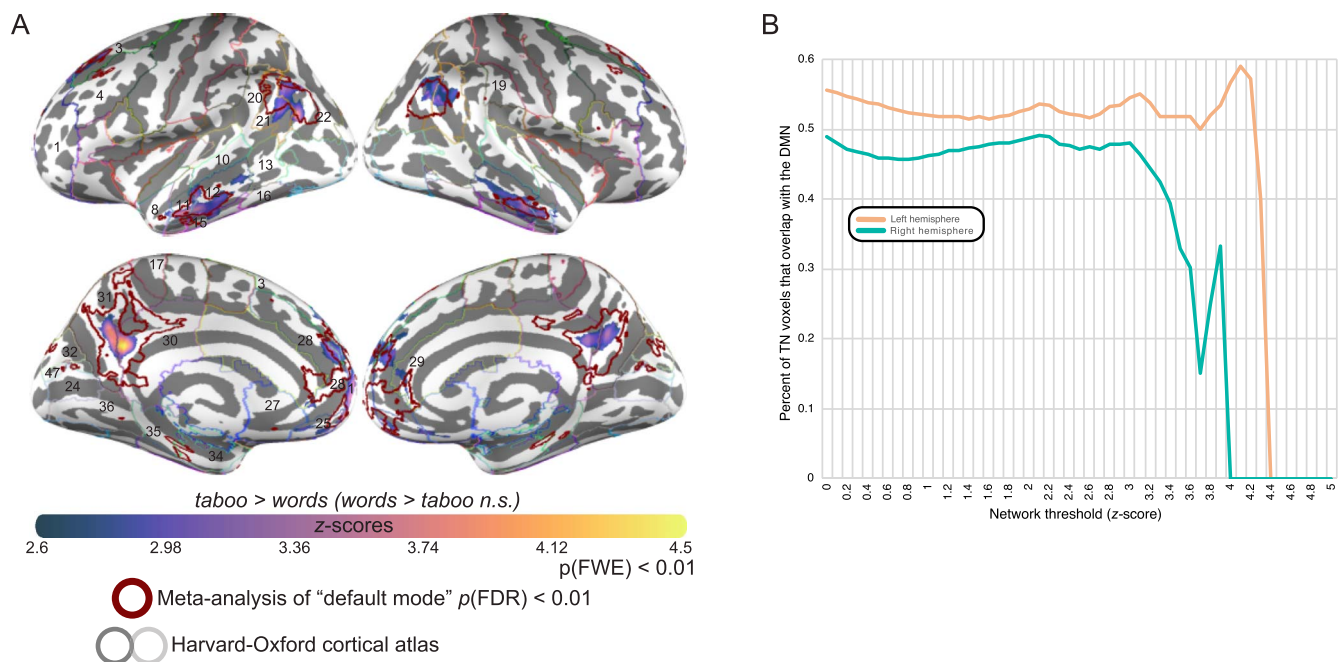 A
3
4
1
20
21
22
10
13
12
11
16
8
15
19
17
31
3
30
28
32
47
24
28
36
27
25
35
34
29
taboo > words (words > taboo n.s.)
z-scores
2.6 2.98 3.36 3.74 4.12 4.5
p(FWE) < 0.01
Meta-analysis of “default mode” p(FDR) < 0.01
Harvard-Oxford cortical atlas
B
Percent of TN voxels that overlap with the DMN
0.6
0.5
0.4
0.3
0.2
0.1
0
Left hemisphere
Right hemisphere
0 0.2 0.4 0.6 0.8 1 1.2 1.4 1.6 1.8 2 2.2 2.4 2.6 2.8 3 3.2 3.4 3.6 3.8 4 4.2 4.4 4.6 4.8 5
Network threshold (z-score)